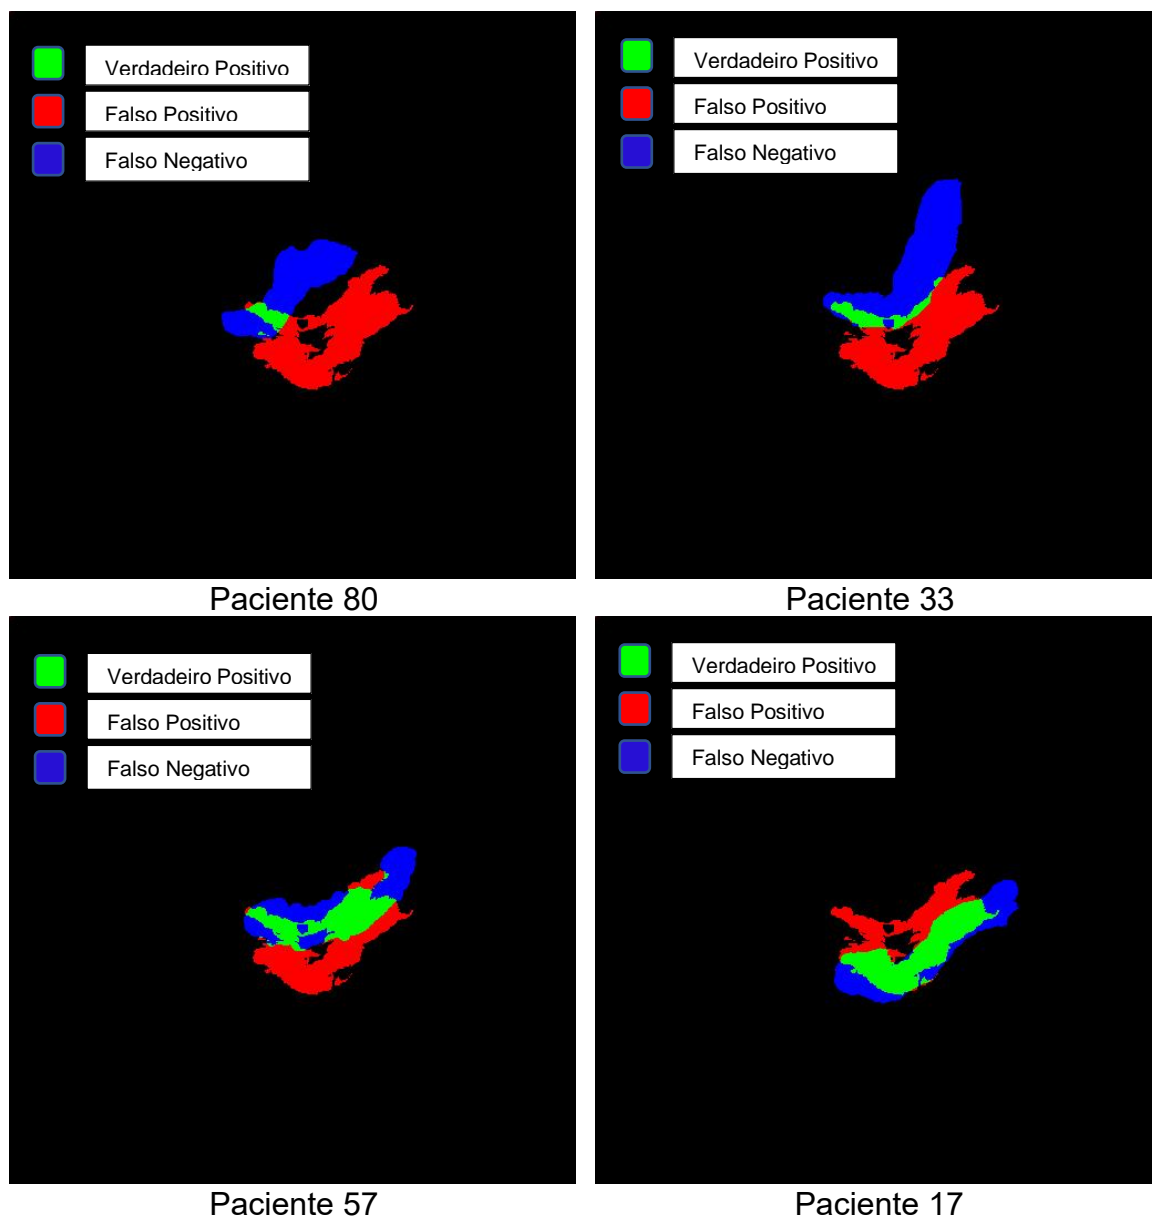 Verdadeiro Positivo
Falso Positivo
Falso Negativo
Verdadeiro Positivo
Falso Positivo
Falso Negativo
Paciente 80
Paciente 33
Verdadeiro Positivo
Falso Positivo
Falso Negativo
Verdadeiro Positivo
Falso Positivo
Falso Negativo
Paciente 57
Paciente 17